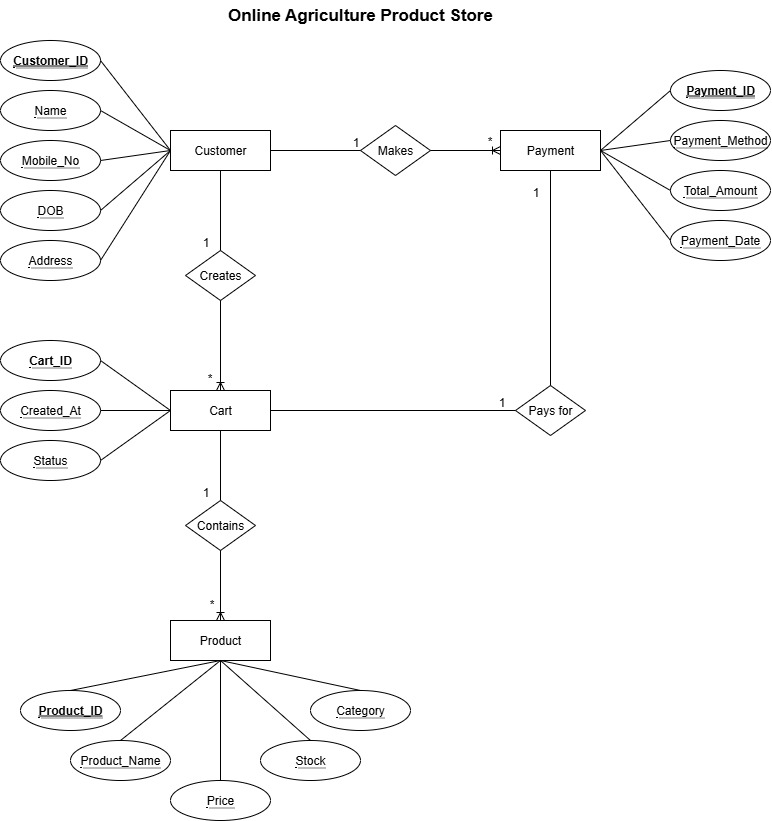 Online Agriculture Product Store
Customer_ID
Name
Mobile_No
DOB
Address
Customer
1
Makes
*
Payment
Payment_ID
Payment_Method
Total_Amount
Payment_Date
1
1
Creates
*
Cart_ID
Created_At
Status
Cart
1
Pays for
1
Contains
*
Product
Product_ID
Product_Name
Price
Stock
Category